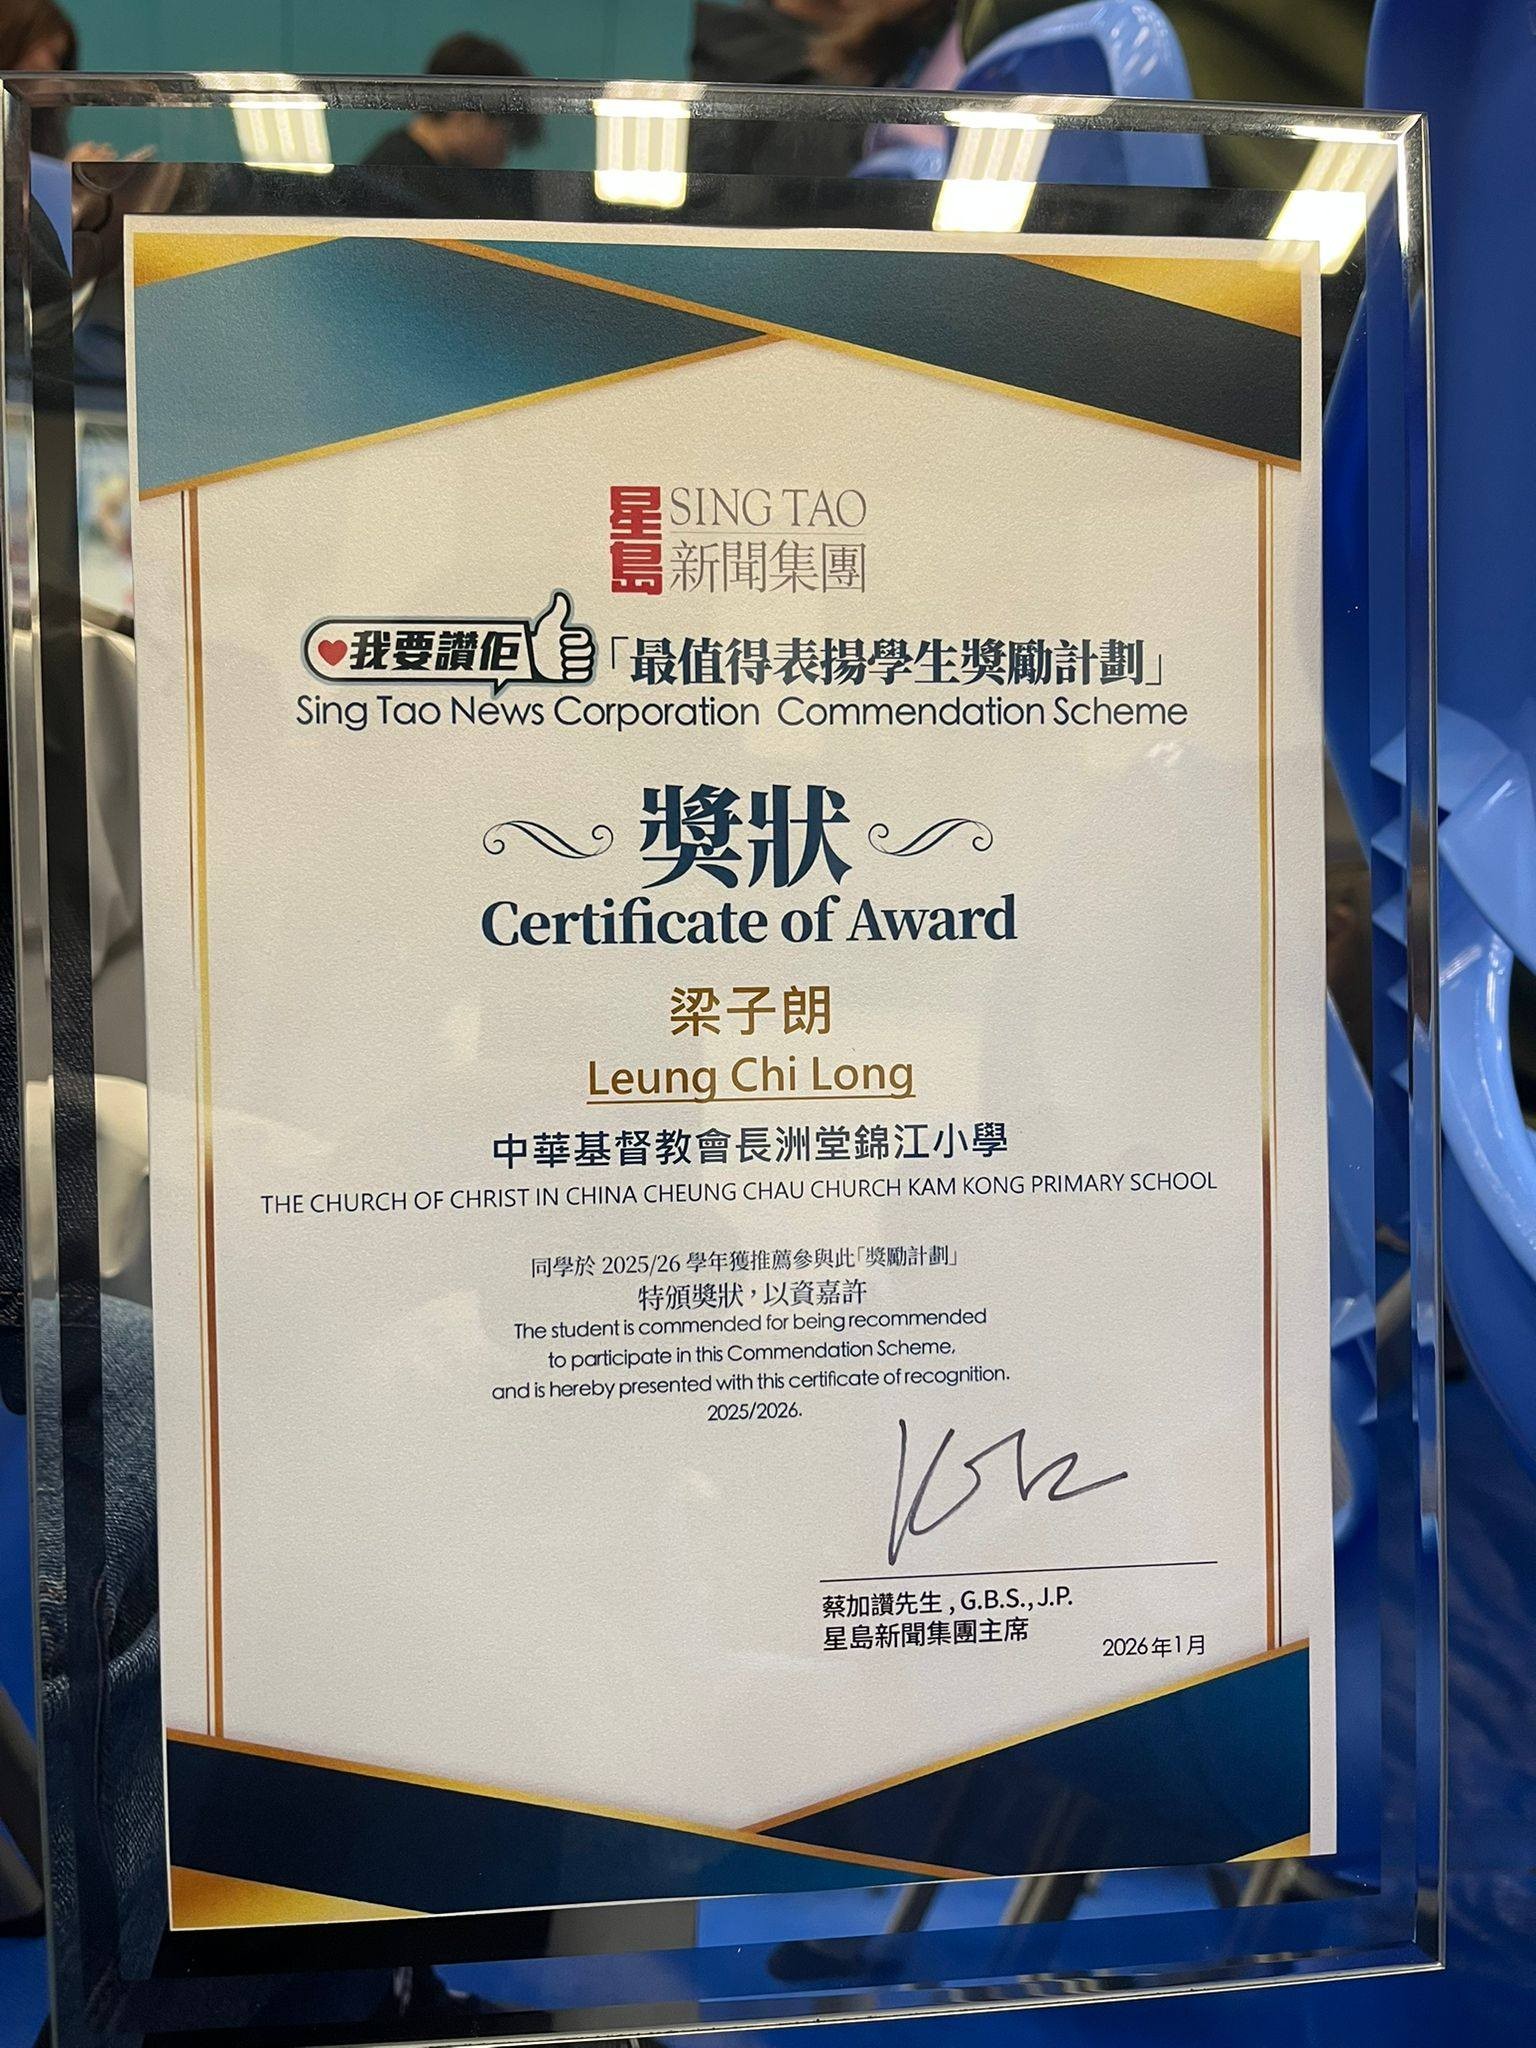 星島 SING TAO
新聞集團
我要讚佢 「最值得表揚學生獎勵計劃」
Sing Tao News Corporation Commendation Scheme
獎狀
Certificate of Award
梁子朗
Leung Chi Long
中華基督教會長洲堂錦江小學
THE CHURCH OF CHRIST IN CHINA CHEUNG CHAU CHURCH KAM KONG PRIMARY SCHOOL
同學於 2025/26 學年獲推薦參與此「獎勵計劃」
特頒獎狀，以資嘉許
The student is commended for being recommended
to participate in this Commendation Scheme,
and is hereby presented with this certificate of recognition.
2025/2026.
蔡加讚先生 , G.B.S., J.P.
星島新聞集團主席
2026年1月